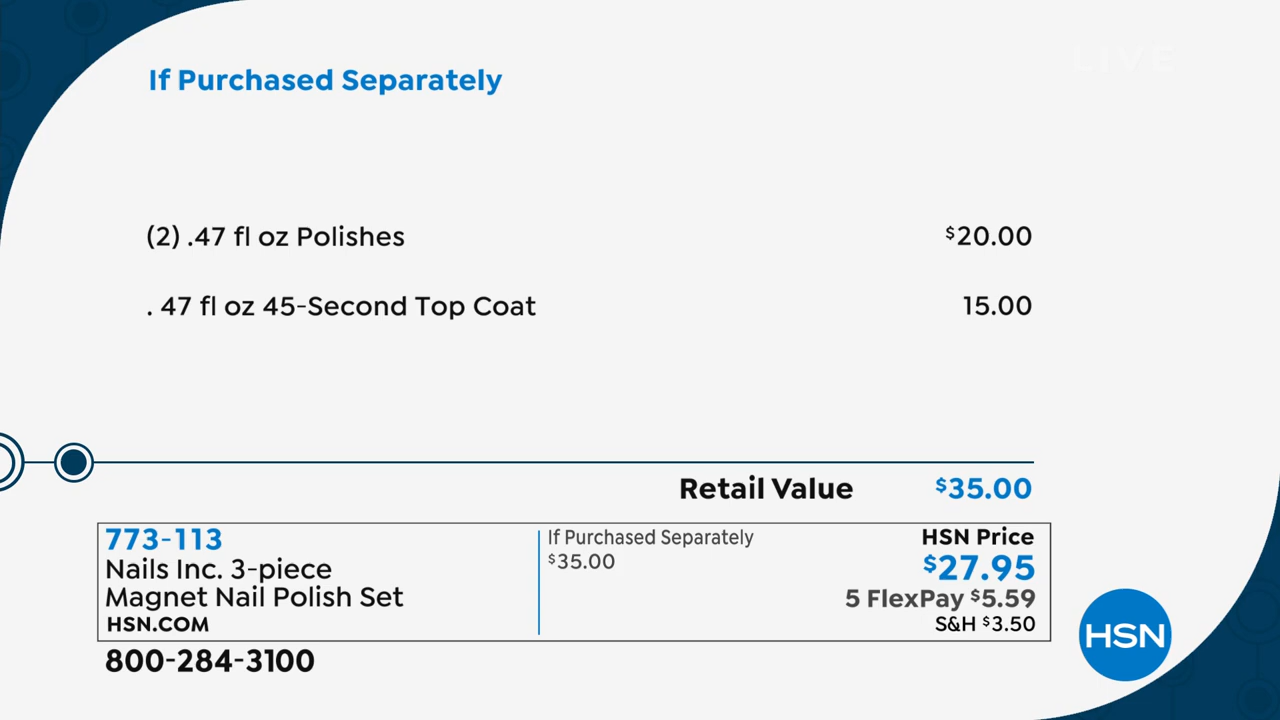 LIVE
If Purchased Separately
(2) .47 fl oz Polishes $20.00
. 47 fl oz 45-Second Top Coat 15.00
Retail Value $35.00
773-113
Nails Inc. 3-piece
Magnet Nail Polish Set
HSN.COM
If Purchased Separately
$35.00
HSN Price
$27.95
5 FlexPay $5.59
S&H $3.50
800-284-3100
HSN